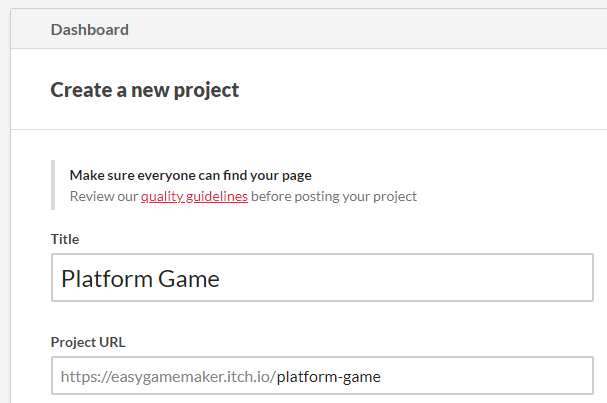 Dashboard
Create a new project
Make sure everyone can find your page
Review our quality guidelines before posting your project
Title
Platform Game
Project URL
https://easygamemaker.itch.io/platform-game